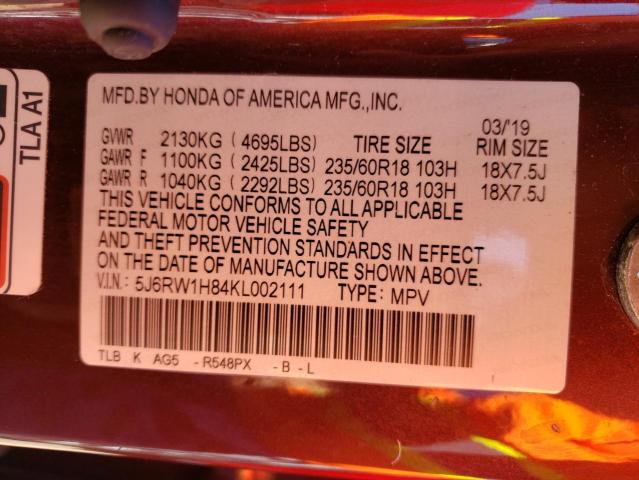 TLA A1
MFD.BY HONDA OF AMERICA MFG.,INC.
03/'19
GVWR 2130KG ( 4695LBS) TIRE SIZE RIM SIZE
GAWR F 1100KG ( 2425LBS) 235/60R18 103H 18X7.5J
GAWR R 1040KG ( 2292LBS) 235/60R18 103H 18X7.5J
THIS VEHICLE CONFORMS TO ALL APPLICABLE
FEDERAL MOTOR VEHICLE SAFETY
AND THEFT PREVENTION STANDARDS IN EFFECT
ON THE DATE OF MANUFACTURE SHOWN ABOVE.
V.I.N.: 5J6RW1H84KL002111 TYPE: MPV
TLB K AG5 - R548PX - B - L